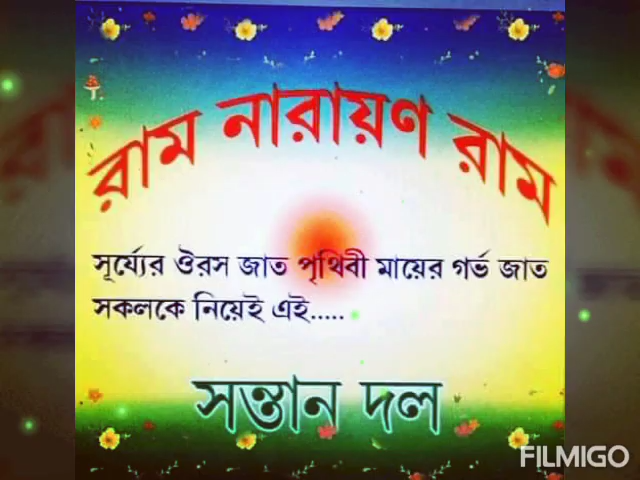 রাম নারায়ণ রাম
সূর্য্যের ঔরস জাত পৃথিবী মায়ের গর্ভ জাত
সকলকে নিয়েই এই.....
সন্তান দল
FILMIGO